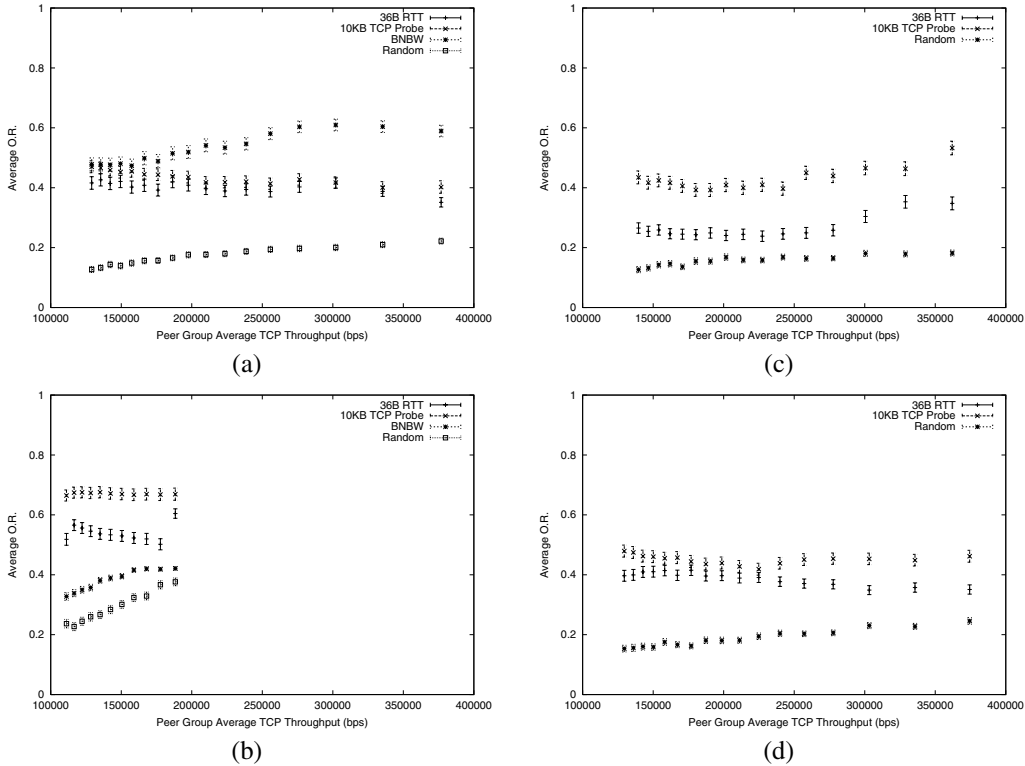 36B RTT
10KB TCP Probe
BNBW
Random
1
0.8
0.6
0.4
0.2
0
Average O.R.
100000 150000 200000 250000 300000 350000 400000
Peer Group Average TCP Throughput (bps)
(a)
36B RTT
10KB TCP Probe
Random
1
0.8
0.6
0.4
0.2
0
Average O.R.
100000 150000 200000 250000 300000 350000 400000
Peer Group Average TCP Throughput (bps)
(c)
36B RTT
10KB TCP Probe
BNBW
Random
1
0.8
0.6
0.4
0.2
0
Average O.R.
100000 150000 200000 250000 300000 350000 400000
Peer Group Average TCP Throughput (bps)
(b)
36B RTT
10KB TCP Probe
Random
1
0.8
0.6
0.4
0.2
0
Average O.R.
100000 150000 200000 250000 300000 350000 400000
Peer Group Average TCP Throughput (bps)
(d)